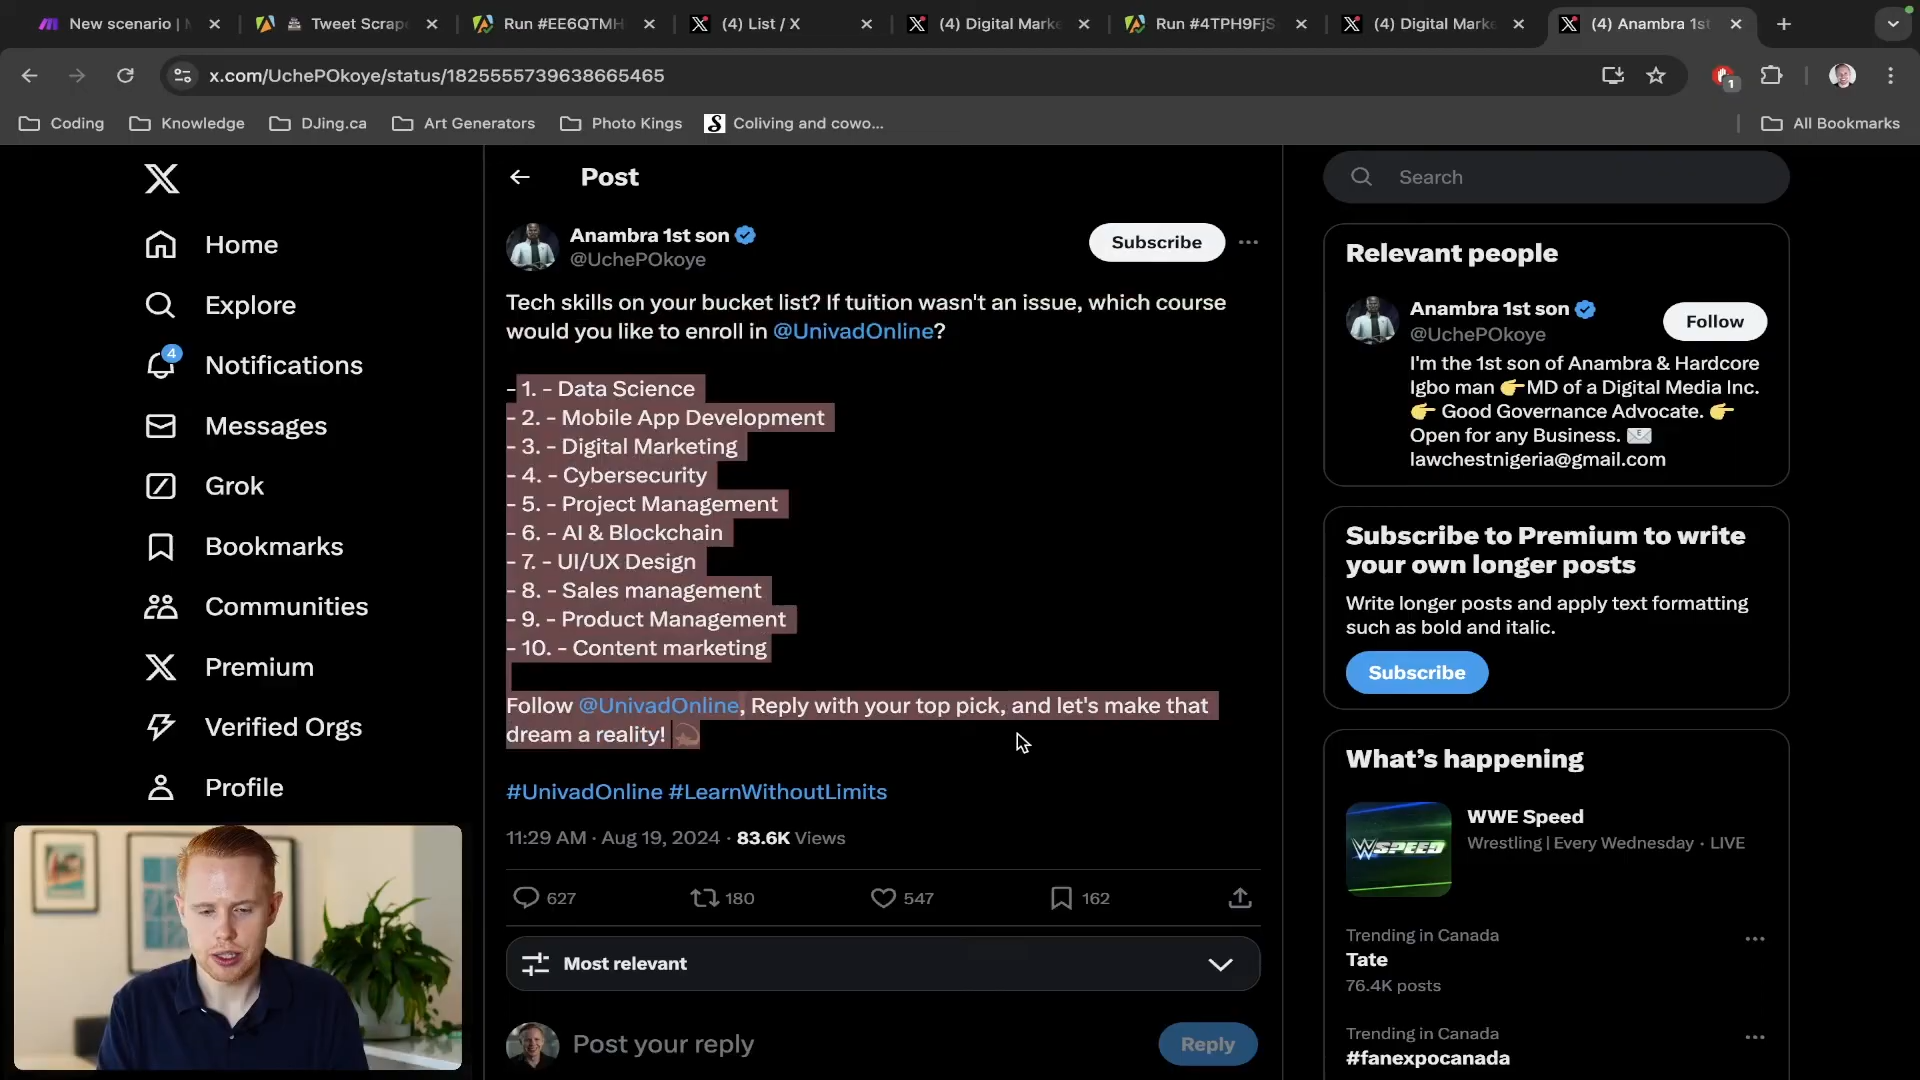 New scenario |
Tweet Scrap
Run #EE6QTMH
(4) List / X
(4) Digital Mark
Run #4TPH9FjS
(4) Digital Mark
(4) Anambra 1st
x.com/UchePOkoye/status/1825555739638665465
1
Coding
Knowledge
DJing.ca
Art Generators
Photo Kings
Coliving and cowo...
All Bookmarks
Home
Explore
4
Notifications
Messages
Grok
Bookmarks
Communities
Premium
Verified Orgs
Profile
Post
Anambra 1st son
@UchePOkoye
Subscribe
Tech skills on your bucket list? If tuition wasn't an issue, which course
would you like to enroll in @UnivadOnline?
- 1. - Data Science
- 2. - Mobile App Development
- 3. - Digital Marketing
- 4. - Cybersecurity
- 5. - Project Management
- 6. - AI & Blockchain
- 7. - UI/UX Design
- 8. - Sales management
- 9. - Product Management
- 10. - Content marketing
Follow @UnivadOnline, Reply with your top pick, and let's make that
dream a reality!
#UnivadOnline #LearnWithoutLimits
11:29 AM · Aug 19, 2024 · 83.6K Views
627
180
547
162
Most relevant
Post your reply
Reply
Search
Relevant people
Anambra 1st son
@UchePOkoye
Follow
I'm the 1st son of Anambra & Hardcore
Igbo man 👉MD of a Digital Media Inc.
👉 Good Governance Advocate. 👉
Open for any Business. 📧
lawchestnigeria@gmail.com
Subscribe to Premium to write
your own longer posts
Write longer posts and apply text formatting
such as bold and italic.
Subscribe
What's happening
WSPEED
WWE Speed
Wrestling | Every Wednesday · LIVE
Trending in Canada
Tate
76.4K posts
Trending in Canada
#fanexpocanada